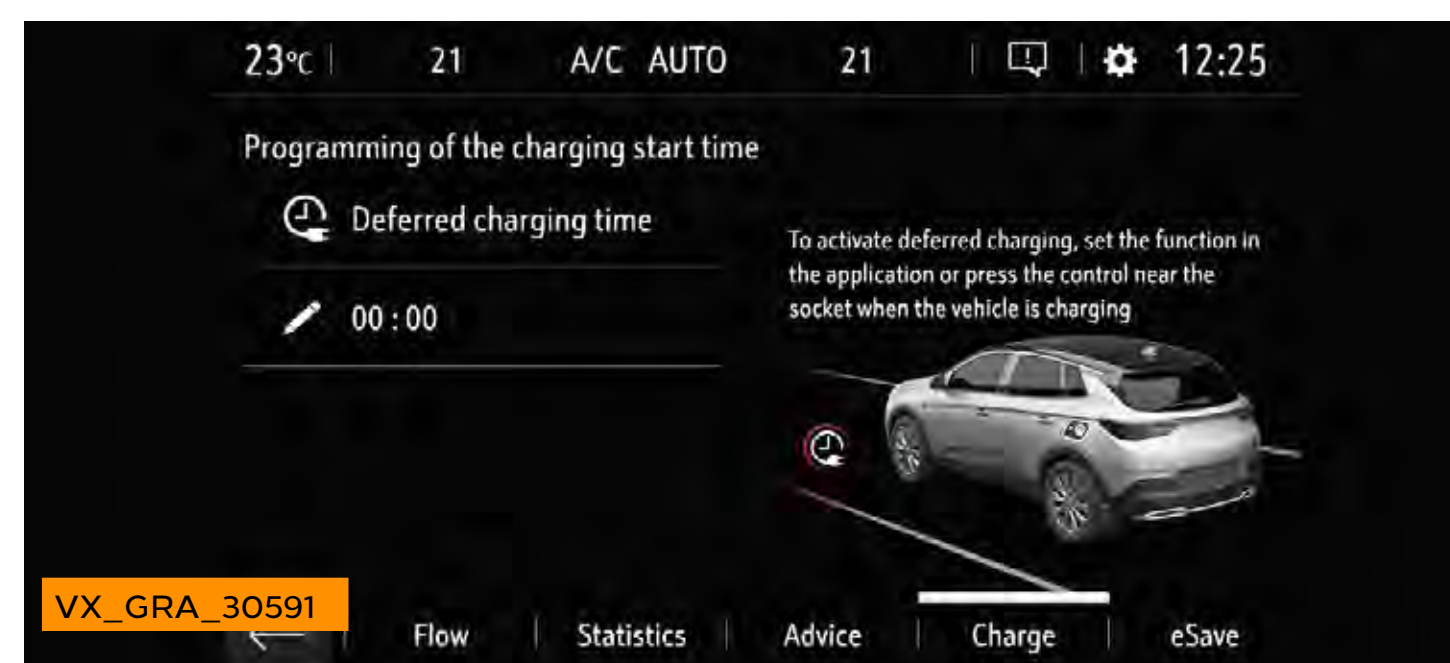 23°C 21 A/C AUTO 21 12:25
Programming of the charging start time
Deferred charging time
00 : 00
To activate deferred charging, set the function in
the application or press the control near the
socket when the vehicle is charging
VX_GRA_30591
Flow Statistics Advice Charge eSave